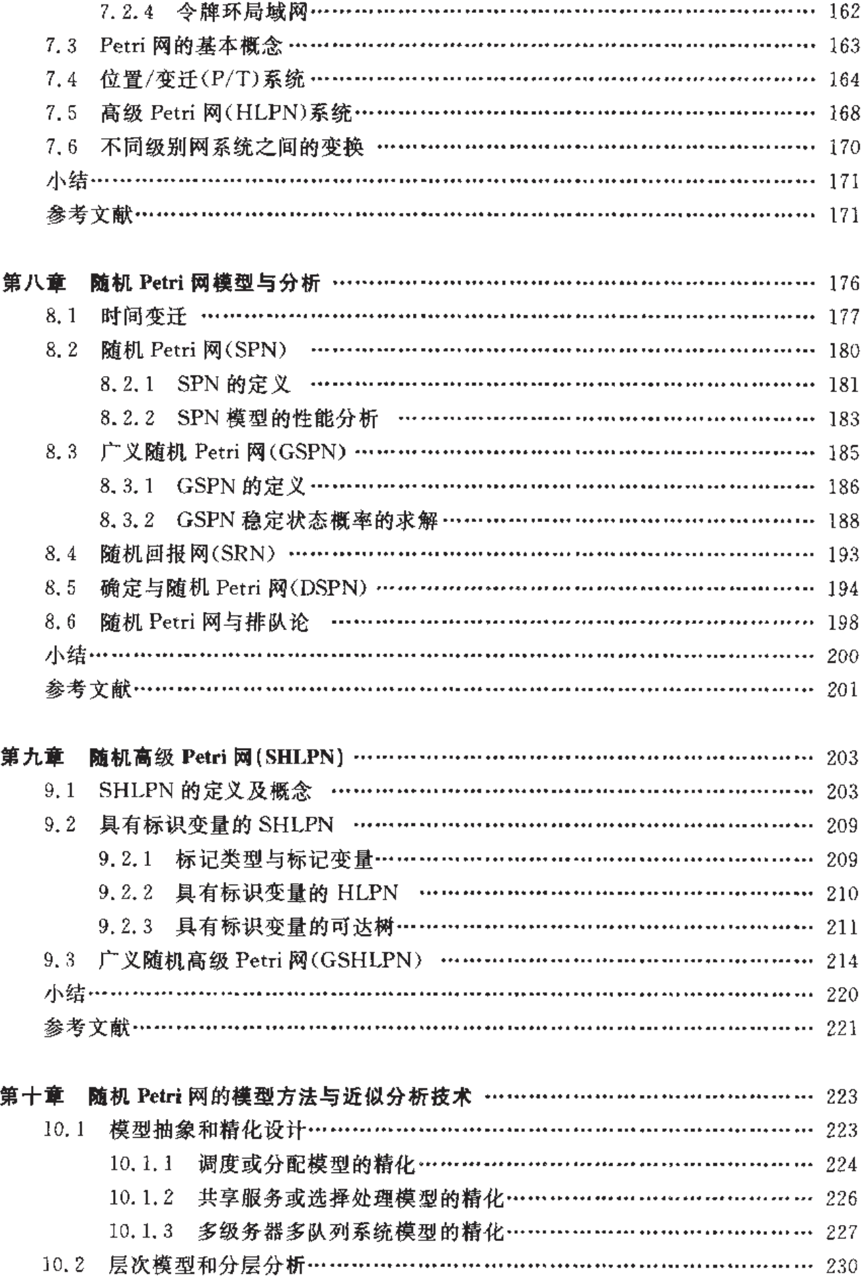 7.2.4 令牌环局域网…… 162
7.3 Petri 网的基本概念…… 163
7.4 位置/变迁(P/T)系统…… 164
7.5 高级 Petri 网(HLPN)系统…… 168
7.6 不同级别网系统之间的变换…… 170
小结…… 171
参考文献…… 171
第八章 随机 Petri 网模型与分析…… 176
8.1 时间变迁…… 177
8.2 随机 Petri 网(SPN)…… 180
8.2.1 SPN 的定义…… 181
8.2.2 SPN 模型的性能分析…… 183
8.3 广义随机 Petri 网(GSPN)…… 185
8.3.1 GSPN 的定义…… 186
8.3.2 GSPN 稳定状态概率的求解…… 188
8.4 随机回报网(SRN)…… 193
8.5 确定与随机 Petri 网(DSPN)…… 194
8.6 随机 Petri 网与排队论…… 198
小结…… 200
参考文献…… 201
第九章 随机高级 Petri 网(SHLPN)…… 203
9.1 SHLPN 的定义及概念…… 203
9.2 具有标识变量的 SHLPN…… 209
9.2.1 标记类型与标记变量…… 209
9.2.2 具有标识变量的 HLPN…… 210
9.2.3 具有标识变量的可达树…… 211
9.3 广义随机高级 Petri 网(GSHLPN)…… 214
小结…… 220
参考文献…… 221
第十章 随机 Petri 网的模型方法与近似分析技术…… 223
10.1 模型抽象和精化设计…… 223
10.1.1 调度或分配模型的精化…… 224
10.1.2 共享服务或选择处理模型的精化…… 226
10.1.3 多级务器多队列系统模型的精化…… 227
10.2 层次模型和分层分析…… 230